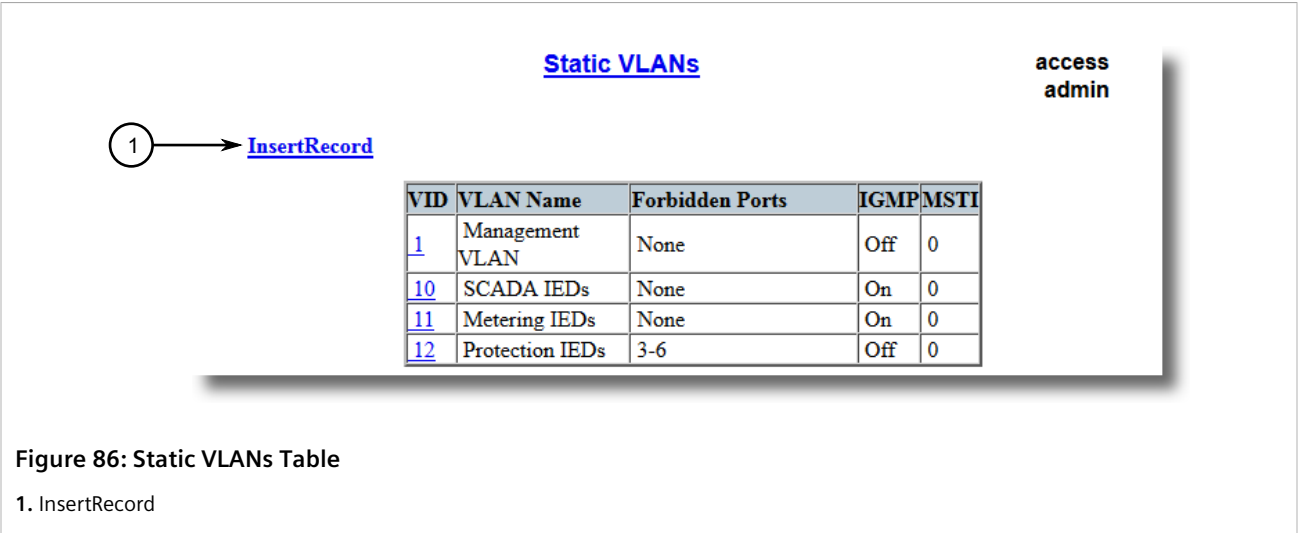 Static VLANs
access
admin
1
InsertRecord
VID VLAN Name Forbidden Ports IGMP MSTI
1 Management VLAN None Off 0
10 SCADA IEDs None On 0
11 Metering IEDs None On 0
12 Protection IEDs 3-6 Off 0
Figure 86: Static VLANs Table
1. InsertRecord